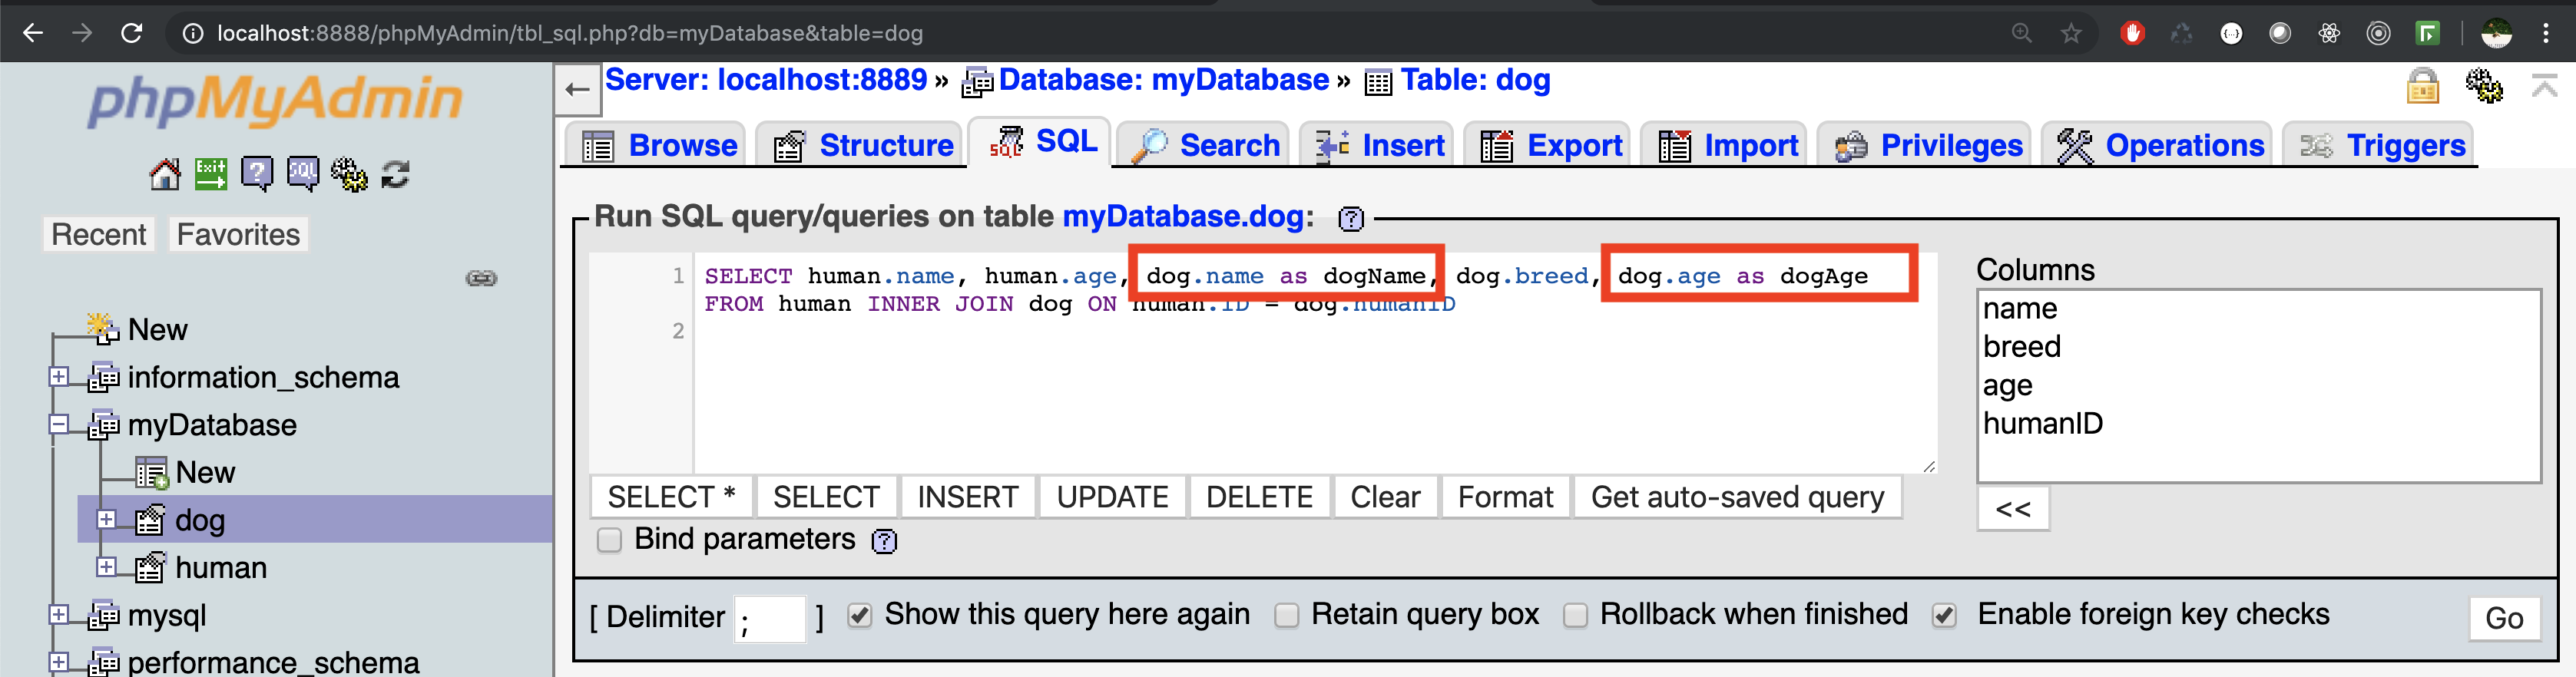 localhost:8888/phpMyAdmin/tbl_sql.php?db=myDatabase&table=dog
phpMyAdmin
Exit
?
SQL
Recent
Favorites
New
information_schema
myDatabase
New
dog
human
mysql
performance_schema
Server: localhost:8889 » Database: myDatabase » Table: dog
Browse
Structure
SQL
Search
Insert
Export
Import
Privileges
Operations
Triggers
Run SQL query/queries on table myDatabase.dog: ?
1 SELECT human.name, human.age, dog.name as dogName, dog.breed, dog.age as dogAge
FROM human INNER JOIN dog ON human.ID = dog.humanID
2
Columns
name
breed
age
humanID
<<
SELECT *
SELECT
INSERT
UPDATE
DELETE
Clear
Format
Get auto-saved query
Bind parameters ?
[ Delimiter ; ] Show this query here again Retain query box Rollback when finished Enable foreign key checks
Go